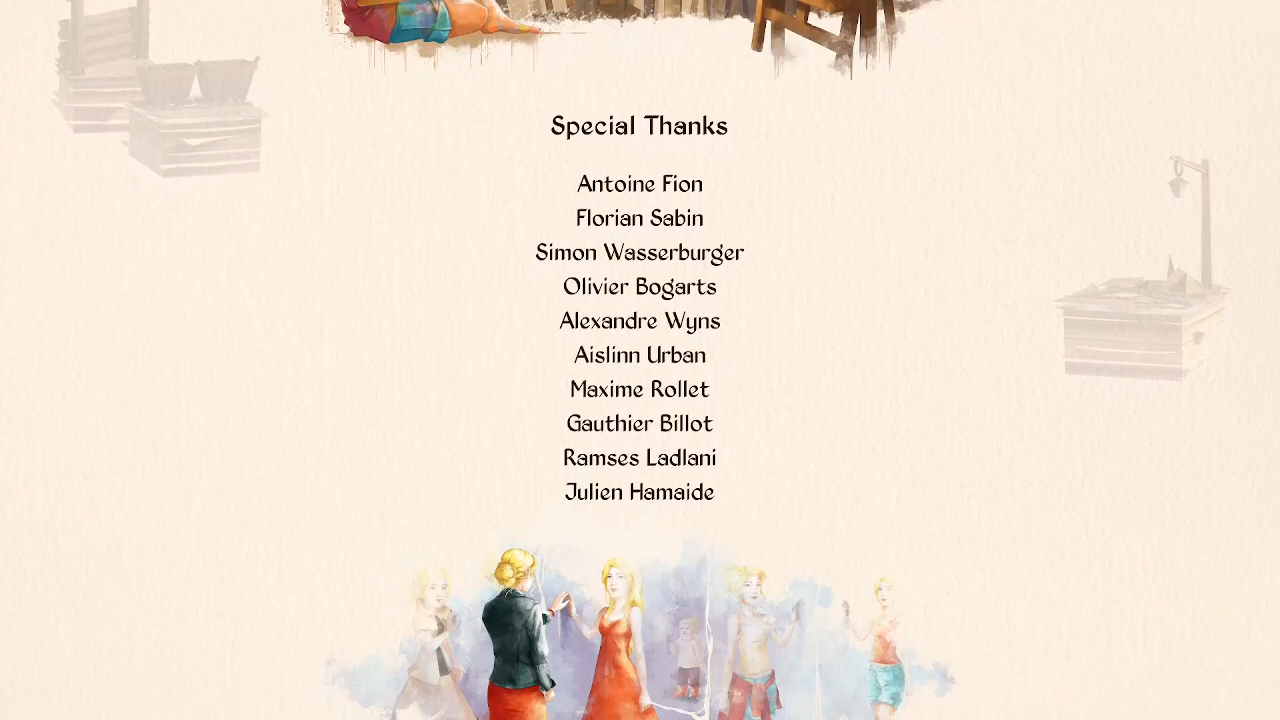 Special Thanks
Antoine Fion
Florian Sabin
Simon Wasserburger
Olivier Bogarts
Alexandre Wyns
Aislinn Urban
Maxime Rollet
Gauthier Billot
Ramses Ladlani
Julien Hamaide